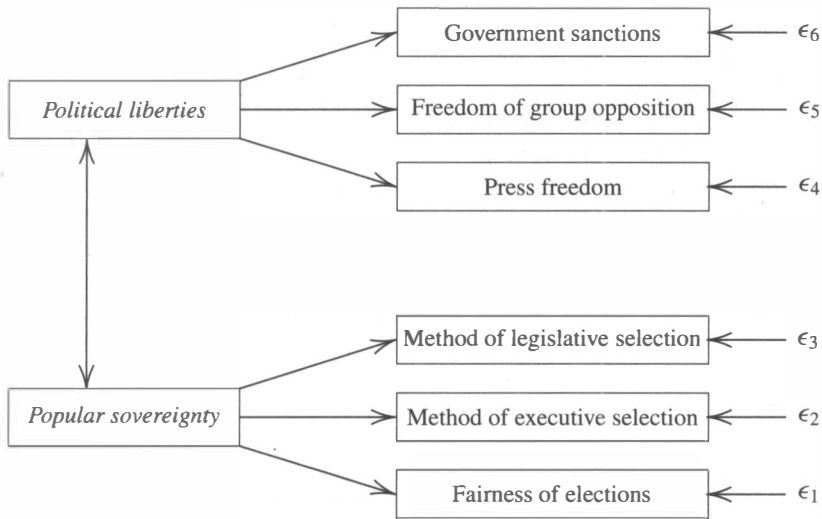 Government sanctions
ϵ6
Political liberties
Freedom of group opposition
ϵ5
Press freedom
ϵ4
Method of legislative selection
ϵ3
Popular sovereignty
Method of executive selection
ϵ2
Fairness of elections
ϵ1